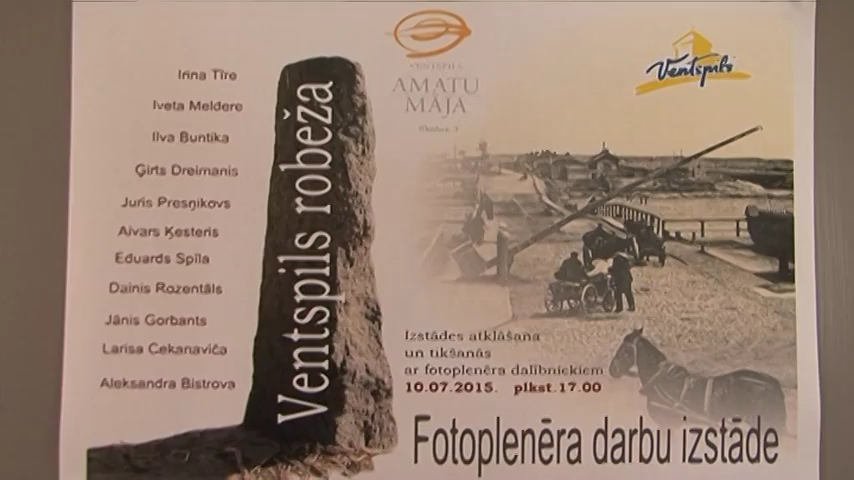 Irina Tīre
Iveta Meldere
Ilva Buntika
Ģirts Dreimanis
Juris Presņikovs
Aivars Ķesteris
Eduards Spīla
Dainis Rozentāls
Jānis Gorbants
Larisa Čekanaviča
Aleksandra Bistrova
Ventspils robeža
VENTSPILS
AMATU
MĀJA
Ventspils
Izstādes atklāšana
un tikšanās
ar fotoplenēra dalībniekiem
10.07.2015. plkst.17.00
Fotoplenēra darbu izstāde